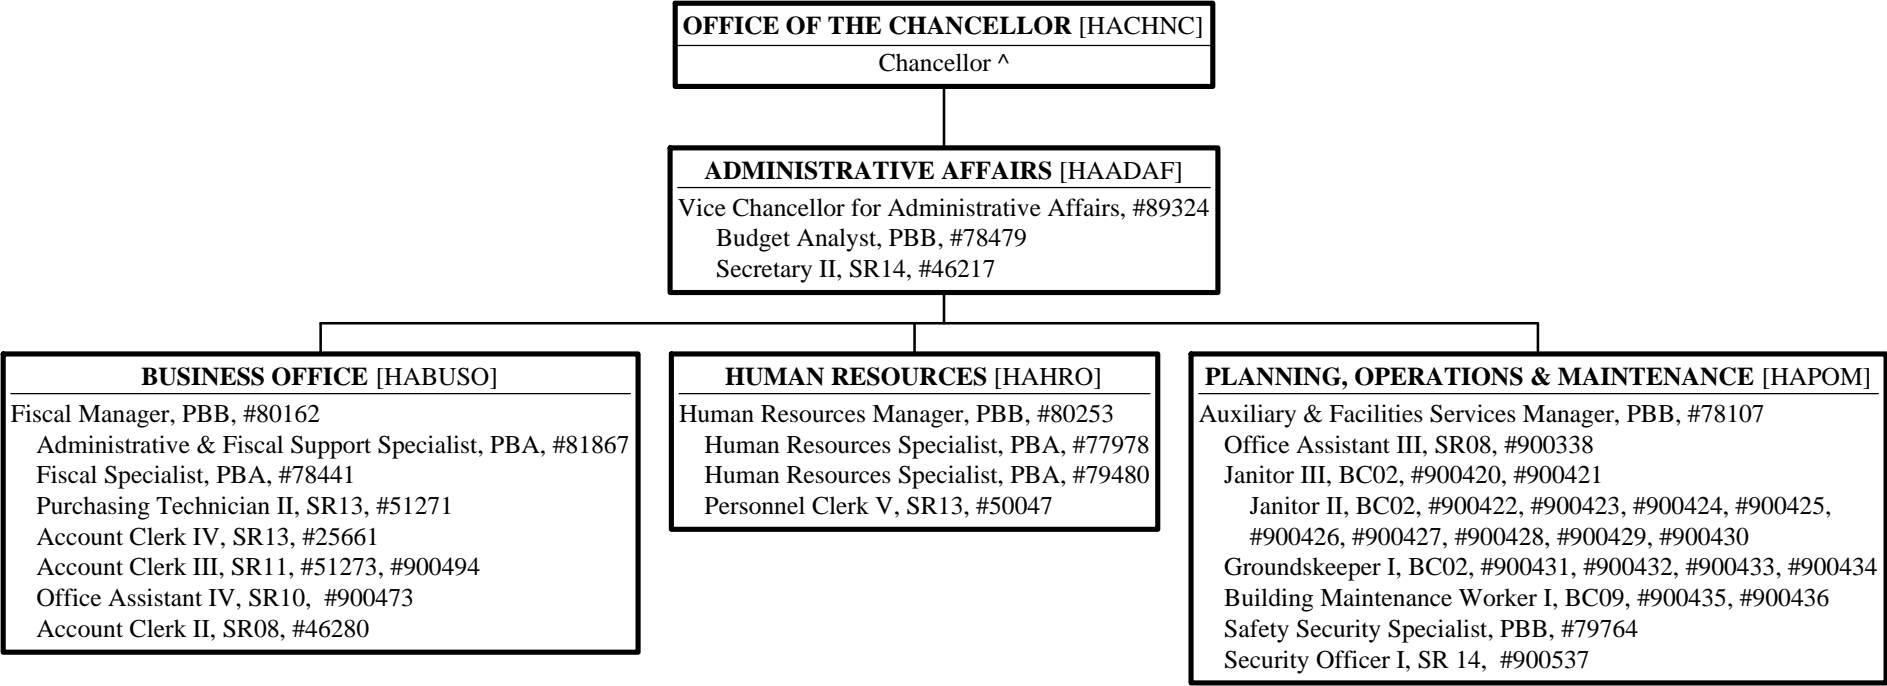 OFFICE OF THE CHANCELLOR [HACHNC]
Chancellor ^
ADMINISTRATIVE AFFAIRS [HAADAF]
Vice Chancellor for Administrative Affairs, #89324
Budget Analyst, PBB, #78479
Secretary II, SR14, #46217
BUSINESS OFFICE [HABUSO]
Fiscal Manager, PBB, #80162
Administrative & Fiscal Support Specialist, PBA, #81867
Fiscal Specialist, PBA, #78441
Purchasing Technician II, SR13, #51271
Account Clerk IV, SR13, #25661
Account Clerk III, SR11, #51273, #900494
Office Assistant IV, SR10, #900473
Account Clerk II, SR08, #46280
HUMAN RESOURCES [HAHRO]
Human Resources Manager, PBB, #80253
Human Resources Specialist, PBA, #77978
Human Resources Specialist, PBA, #79480
Personnel Clerk V, SR13, #50047
PLANNING, OPERATIONS & MAINTENANCE [HAPOM]
Auxiliary & Facilities Services Manager, PBB, #78107
Office Assistant III, SR08, #900338
Janitor III, BC02, #900420, #900421
Janitor II, BC02, #900422, #900423, #900424, #900425,
#900426, #900427, #900428, #900429, #900430
Groundskeeper I, BC02, #900431, #900432, #900433, #900434
Building Maintenance Worker I, BC09, #900435, #900436
Safety Security Specialist, PBB, #79764
Security Officer I, SR 14, #900537